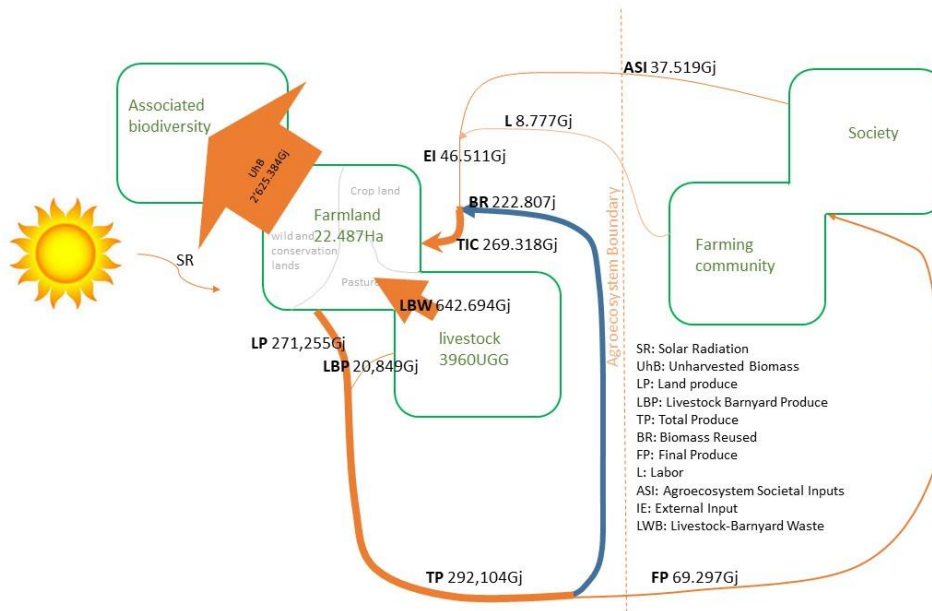 ASI 37.519Gj
Associated
biodiversity
L 8.777Gj
Society
UhB
2'625.384Gj
EI 46.511Gj
Crop land
BR 222.807j
Farmland
22.487Ha
wild and
conservation
lands
TIC 269.318Gj
Farming
community
SR
Pasture
LBW 642.694Gj
Agroecosystem Boundary
LP 271,255Gj
livestock
3960UGG
LBP 20,849Gj
SR: Solar Radiation
UhB: Unharvested Biomass
LP: Land produce
LBP: Livestock Barnyard Produce
TP: Total Produce
BR: Biomass Reused
FP: Final Produce
L: Labor
ASI: Agroecosystem Societal Inputs
IE: External Input
LWB: Livestock-Barnyard Waste
TP 292,104Gj
FP 69.297Gj